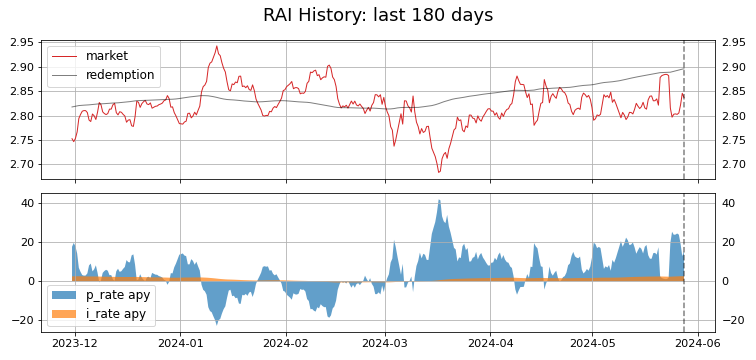 RAI History: last 180 days
2.95 2.95
2.90 2.90
2.85 2.85
2.80 2.80
2.75 2.75
2.70 2.70
market
redemption
40 40
20 20
0 0
−20 −20
p_rate apy
i_rate apy
2023-12 2024-01 2024-02 2024-03 2024-04 2024-05 2024-06